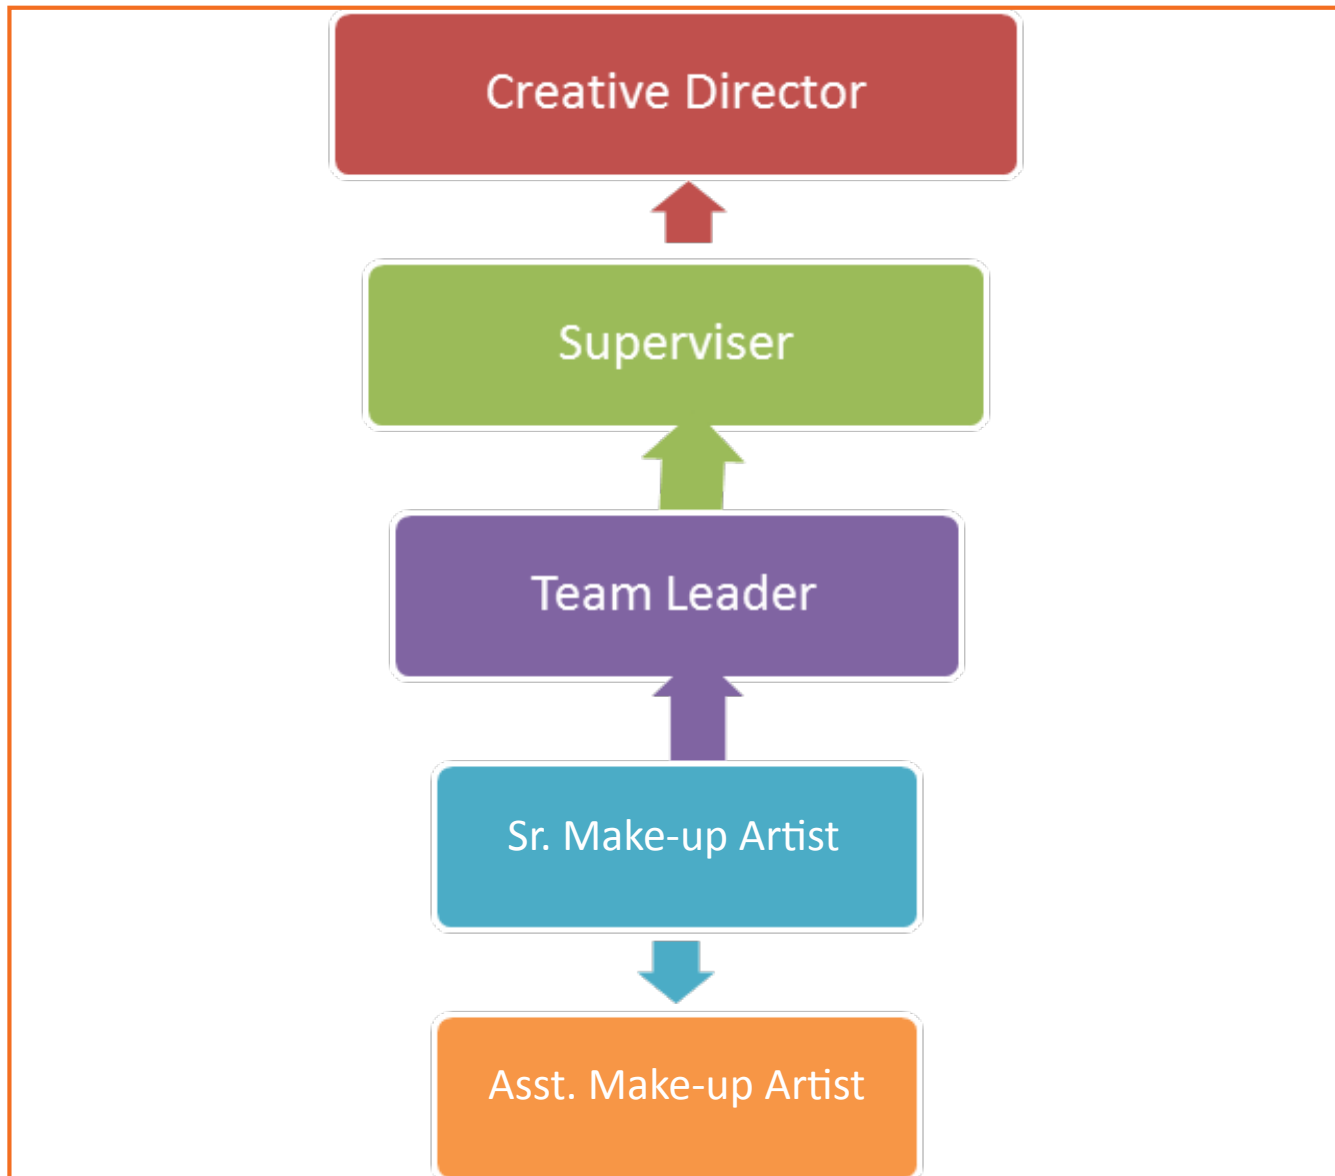 Creative Director
Superviser
Team Leader
Sr. Make-up Artist
Asst. Make-up Artist